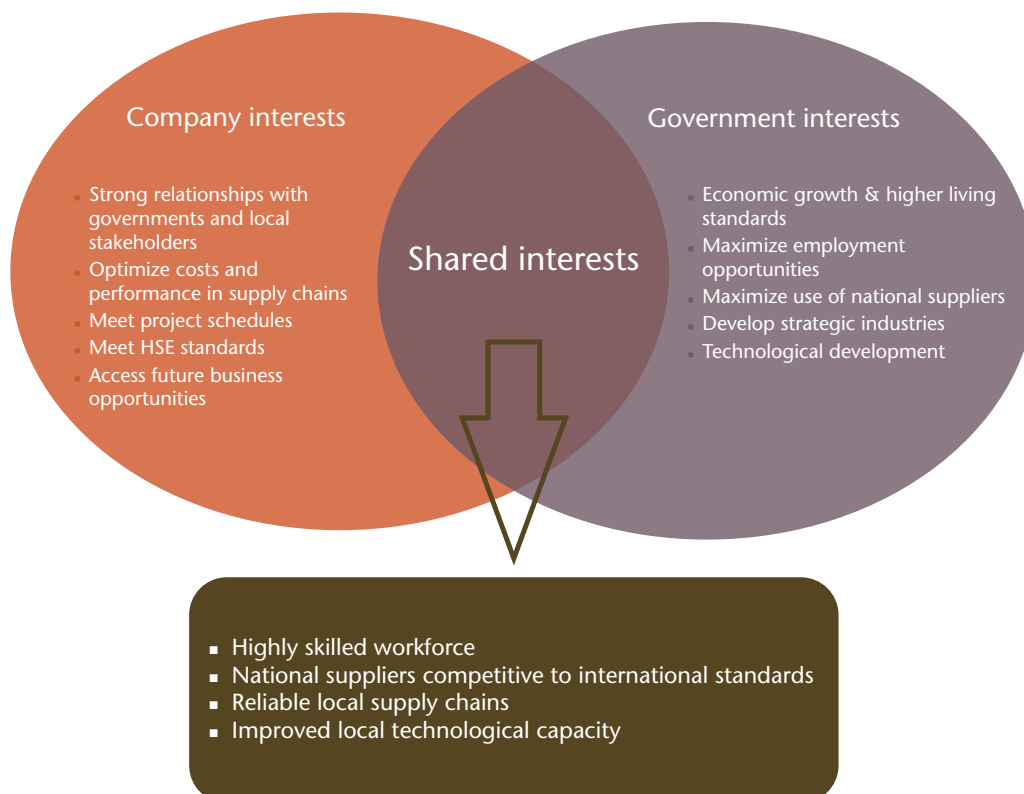 Company interests
▪ Strong relationships with
governments and local
stakeholders
▪ Optimize costs and
performance in supply chains
▪ Meet project schedules
▪ Meet HSE standards
▪ Access future business
opportunities
Shared interests
Government interests
▪ Economic growth & higher living
standards
▪ Maximize employment
opportunities
▪ Maximize use of national suppliers
▪ Develop strategic industries
▪ Technological development
▪ Highly skilled workforce
▪ National suppliers competitive to international standards
▪ Reliable local supply chains
▪ Improved local technological capacity